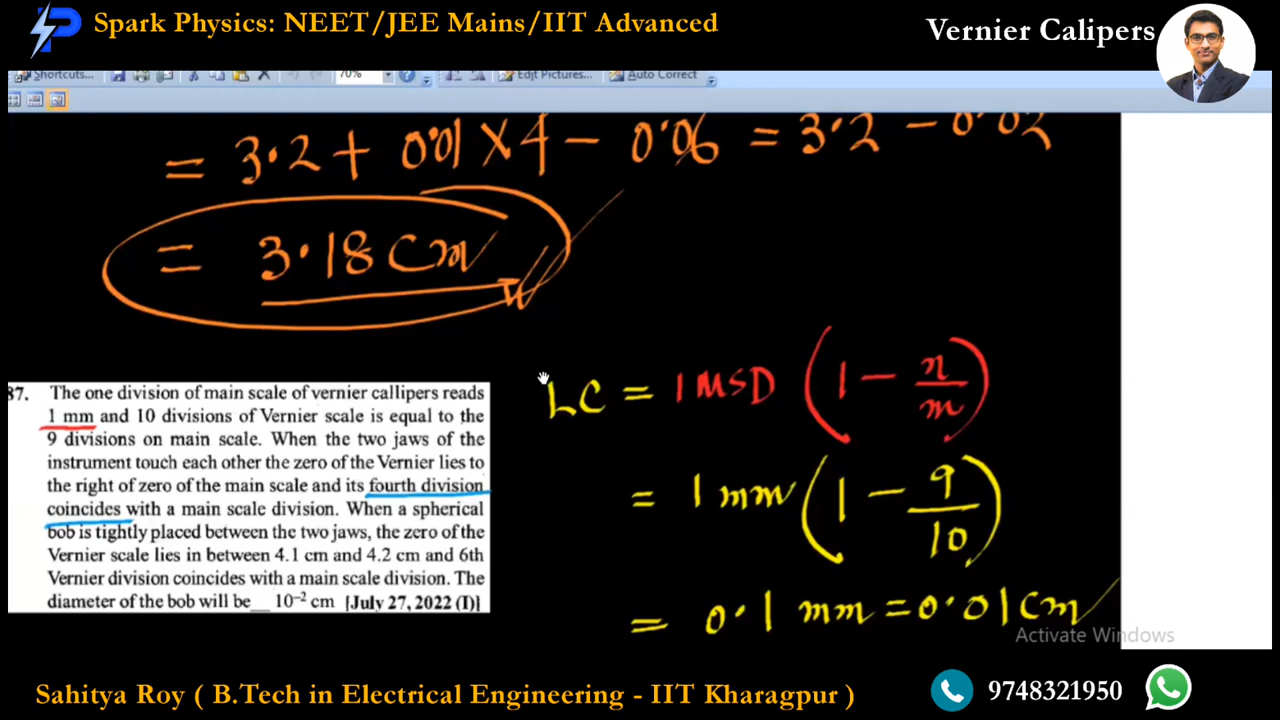 Spark Physics: NEET/JEE Mains/IIT Advanced
Vernier Calipers
Shortcuts...
70%
Edit Pictures...
Auto Correct
= 3.2 + 0.01 × 4 - 0.06 = 3.2 - 0.02
= 3.18 cm
37. The one division of main scale of vernier callipers reads
1 mm and 10 divisions of Vernier scale is equal to the
9 divisions on main scale. When the two jaws of the
instrument touch each other the zero of the Vernier lies to
the right of zero of the main scale and its fourth division
coincides with a main scale division. When a spherical
bob is tightly placed between the two jaws, the zero of the
Vernier scale lies in between 4.1 cm and 4.2 cm and 6th
Vernier division coincides with a main scale division. The
diameter of the bob will be __ 10⁻² cm [July 27, 2022 (I)]
LC = 1 MSD (1 - n/m)
= 1 mm (1 - 9/10)
= 0.1 mm = 0.01 cm
Activate Windows
Sahitya Roy ( B.Tech in Electrical Engineering - IIT Kharagpur )
9748321950